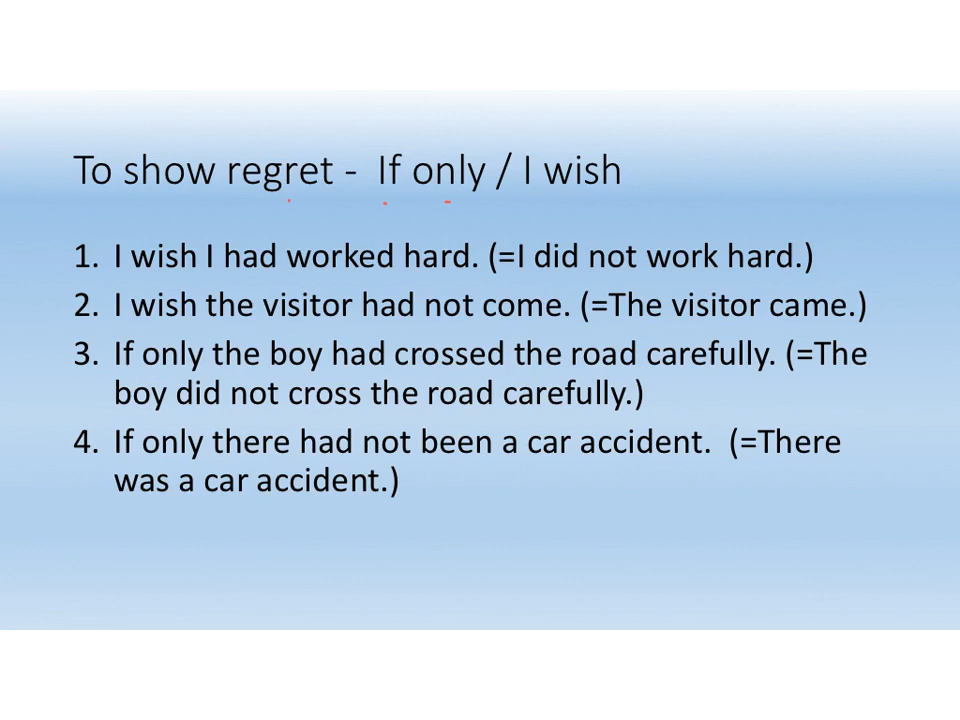 To show regret - If only / I wish
1. I wish I had worked hard. (=I did not work hard.)
2. I wish the visitor had not come. (=The visitor came.)
3. If only the boy had crossed the road carefully. (=The
boy did not cross the road carefully.)
4. If only there had not been a car accident.  (=There
was a car accident.)